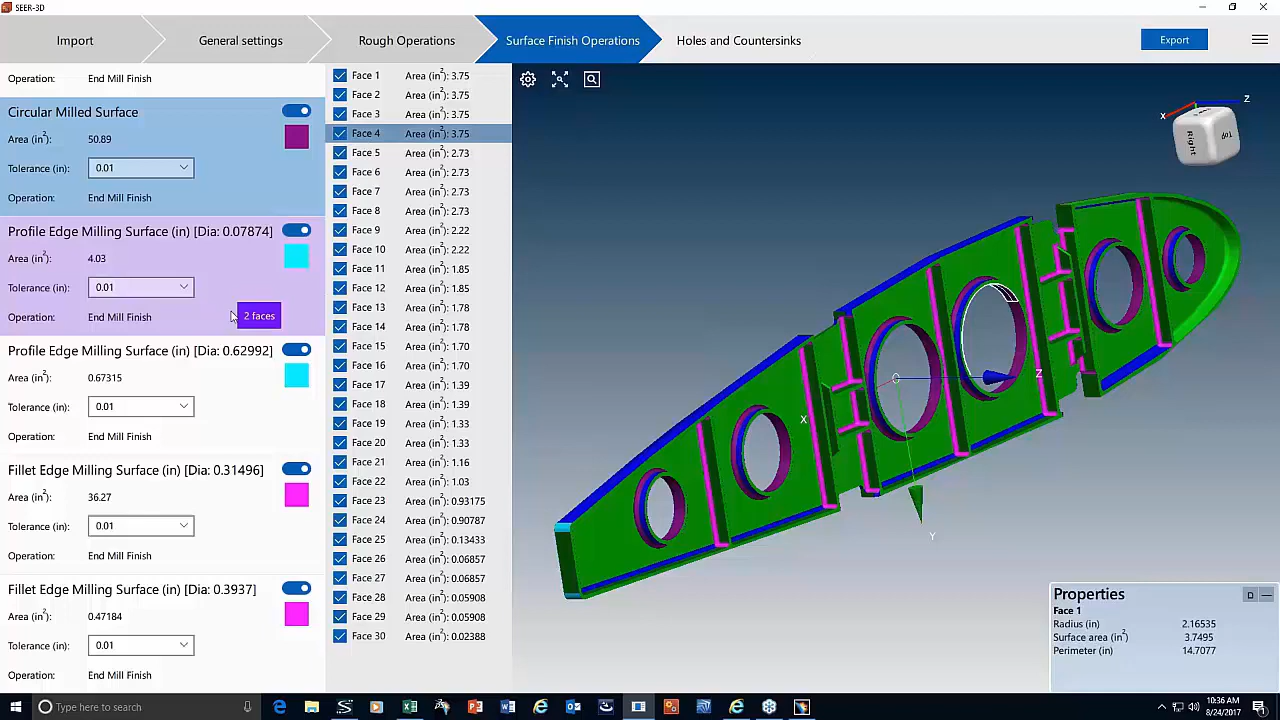 SEER-3D
Import
General settings
Rough Operations
Surface Finish Operations
Holes and Countersinks
Export
Operation: End Mill Finish
Circular Milled Surface
Area (in²): 50.89
Tolerance (in): 0.01
Operation: End Mill Finish
Profile Edge Milling Surface (in) [Dia: 0.07874]
Area (in²): 4.03
Tolerance (in): 0.01
Operation: End Mill Finish
2 faces
Profile Edge Milling Surface (in) [Dia: 0.62992]
Area (in²): 0.67315
Tolerance (in): 0.01
Operation: End Mill Finish
Fillet Edge Milling Surface (in) [Dia: 0.31496]
Area (in²): 36.27
Tolerance (in): 0.01
Operation: End Mill Finish
Fillet Edge Milling Surface (in) [Dia: 0.3937]
Area (in²): 0.47184
Tolerance (in): 0.01
Operation: End Mill Finish
Face 1 Area (in²): 3.75
Face 2 Area (in²): 3.75
Face 3 Area (in²): 3.75
Face 4 Area (in²): 3.75
Face 5 Area (in²): 2.73
Face 6 Area (in²): 2.73
Face 7 Area (in²): 2.73
Face 8 Area (in²): 2.73
Face 9 Area (in²): 2.22
Face 10 Area (in²): 2.22
Face 11 Area (in²): 1.85
Face 12 Area (in²): 1.85
Face 13 Area (in²): 1.78
Face 14 Area (in²): 1.78
Face 15 Area (in²): 1.70
Face 16 Area (in²): 1.70
Face 17 Area (in²): 1.39
Face 18 Area (in²): 1.39
Face 19 Area (in²): 1.33
Face 20 Area (in²): 1.33
Face 21 Area (in²): 1.16
Face 22 Area (in²): 1.03
Face 23 Area (in²): 0.93175
Face 24 Area (in²): 0.90787
Face 25 Area (in²): 0.13433
Face 26 Area (in²): 0.06857
Face 27 Area (in²): 0.06857
Face 28 Area (in²): 0.05908
Face 29 Area (in²): 0.05908
Face 30 Area (in²): 0.02388
X
Z
Right
Top
X
Z
Y
Properties
Face 1
Radius (in) 2.16535
Surface area (in²) 3.7495
Perimeter (in) 14.7077
Type here to search
10:36 AM
8/24/2017